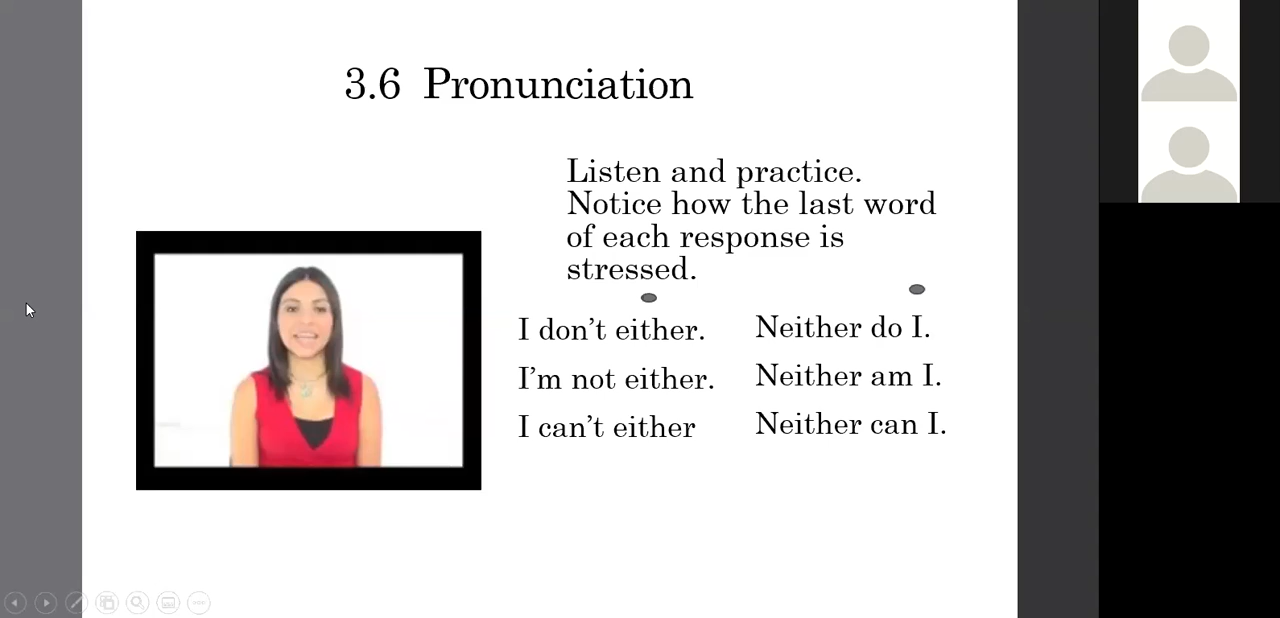 3.6 Pronunciation
Listen and practice.
Notice how the last word
of each response is
stressed.
I don’t either.
I’m not either.
I can’t either
Neither do I.
Neither am I.
Neither can I.